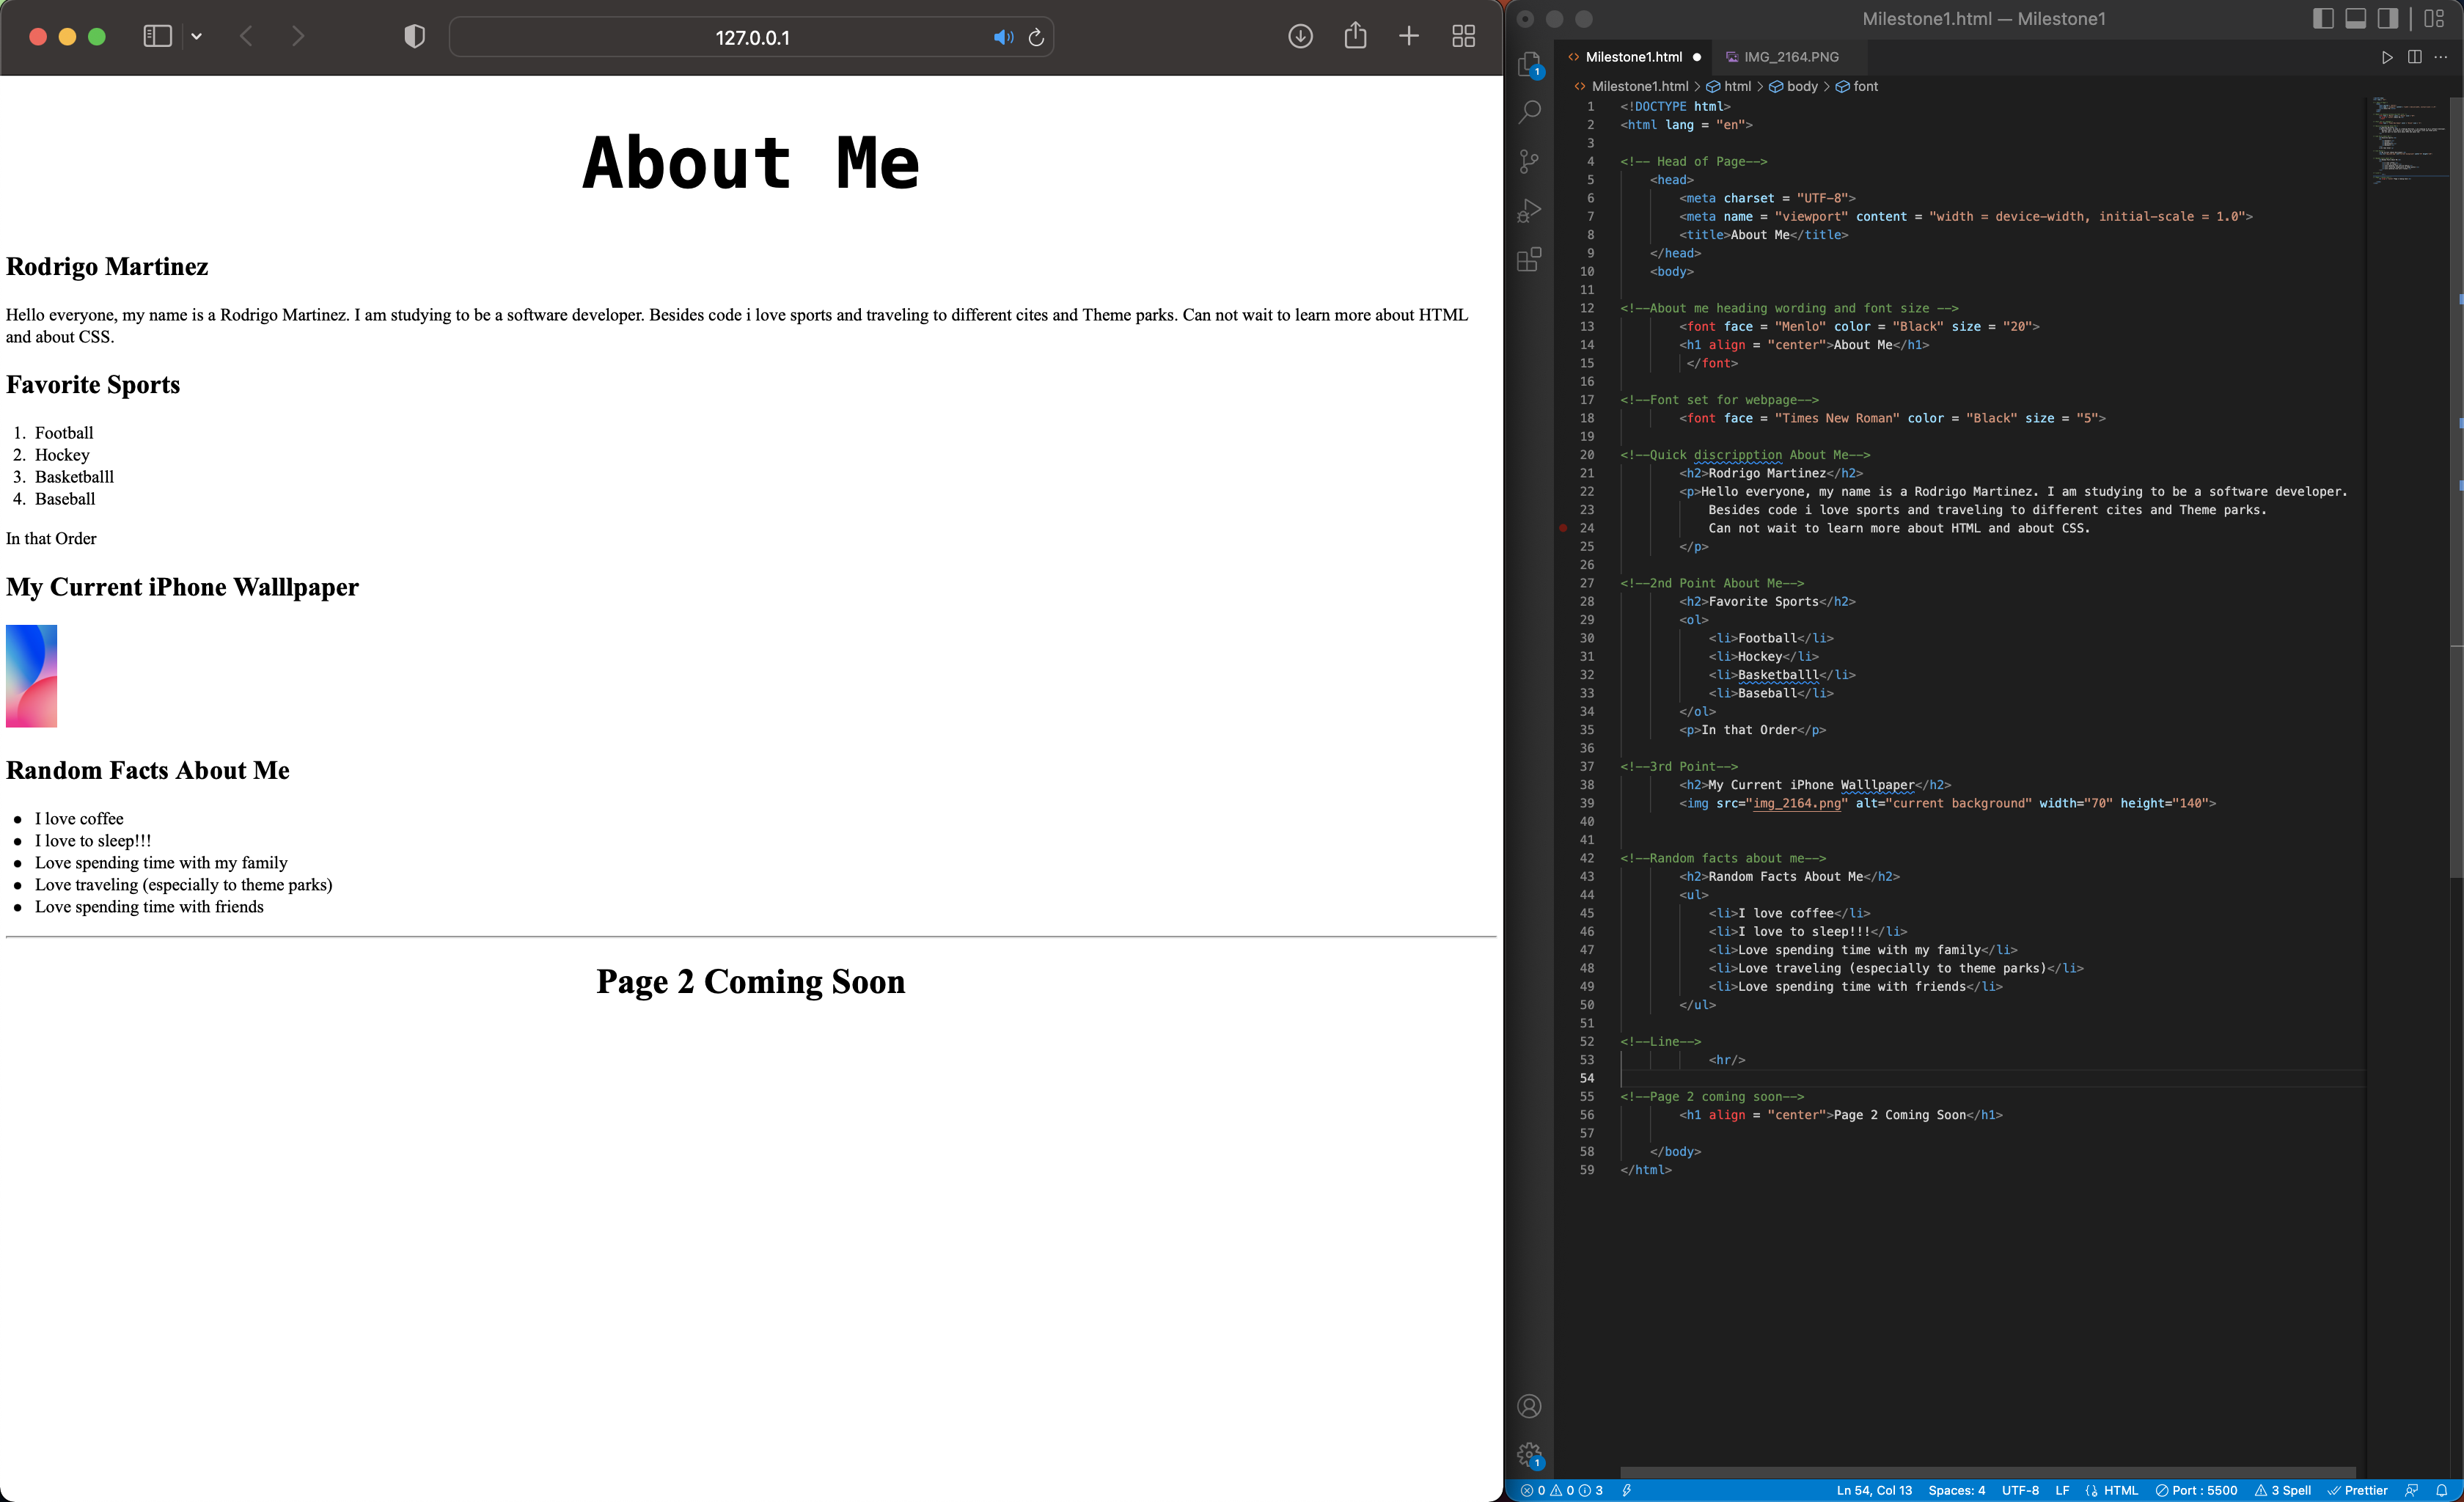 127.0.0.1
About Me
Rodrigo Martinez
Hello everyone, my name is a Rodrigo Martinez. I am studying to be a software developer. Besides code i love sports and traveling to different cites and Theme parks. Can not wait to learn more about HTML
and about CSS.
Favorite Sports
1. Football
2. Hockey
3. Basketballl
4. Baseball
In that Order
My Current iPhone Walllpaper
Random Facts About Me
● I love coffee
● I love to sleep!!!
● Love spending time with my family
● Love traveling (especially to theme parks)
● Love spending time with friends
Page 2 Coming Soon
Milestone1.html — Milestone1
Milestone1.html ● IMG_2164.PNG
Milestone1.html > html > body > font
1
1 <!DOCTYPE html>
2 <html lang = "en">
3
4 <!-- Head of Page-->
5 <head>
6 <meta charset = "UTF-8">
7 <meta name = "viewport" content = "width = device-width, initial-scale = 1.0">
8 <title>About Me</title>
9 </head>
10 <body>
11
12 <!--About me heading wording and font size -->
13 <font face = "Menlo" color = "Black" size = "20">
14 <h1 align = "center">About Me</h1>
15 </font>
16
17 <!--Font set for webpage-->
18 <font face = "Times New Roman" color = "Black" size = "5">
19
20 <!--Quick discripption About Me-->
21 <h2>Rodrigo Martinez</h2>
22 <p>Hello everyone, my name is a Rodrigo Martinez. I am studying to be a software developer.
23 Besides code i love sports and traveling to different cites and Theme parks.
24 Can not wait to learn more about HTML and about CSS.
25 </p>
26
27 <!--2nd Point About Me-->
28 <h2>Favorite Sports</h2>
29 <ol>
30 <li>Football</li>
31 <li>Hockey</li>
32 <li>Basketballl</li>
33 <li>Baseball</li>
34 </ol>
35 <p>In that Order</p>
36
37 <!--3rd Point-->
38 <h2>My Current iPhone Walllpaper</h2>
39 <img src="img_2164.png" alt="current background" width="70" height="140">
40
41
42 <!--Random facts about me-->
43 <h2>Random Facts About Me</h2>
44 <ul>
45 <li>I love coffee</li>
46 <li>I love to sleep!!!</li>
47 <li>Love spending time with my family</li>
48 <li>Love traveling (especially to theme parks)</li>
49 <li>Love spending time with friends</li>
50 </ul>
51
52 <!--Line-->
53 <hr/>
54
55 <!--Page 2 coming soon-->
56 <h1 align = "center">Page 2 Coming Soon</h1>
57
58 </body>
59 </html>
1
0 0 3 Ln 54, Col 13 Spaces: 4 UTF-8 LF HTML Port : 5500 3 Spell Prettier